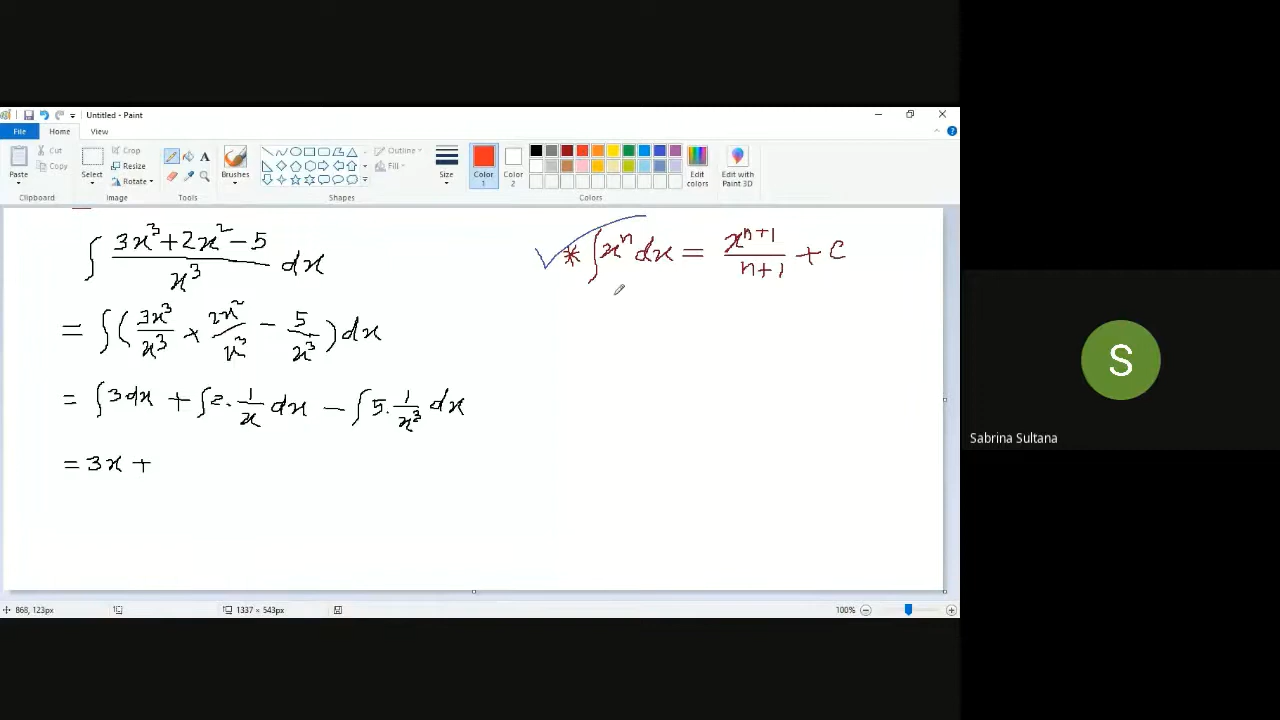 Untitled - Paint
File Home View
Paste
Cut
Copy
Clipboard
Select
Crop
Resize
Rotate
Image
A
Tools
Brushes
Shapes
Outline
Fill
Size
Color 1
Color 2
Edit colors
Colors
Edit with Paint 3D
∫ (3x³+2x²-5)/x³ dx
= ∫ (3x³/x³ + 2x²/x³ - 5/x³) dx
= ∫3dx + ∫2.1/x dx - ∫5.1/x³ dx
= 3x +
* ∫xⁿdx = xⁿ⁺¹/n+1 + C
S
Sabrina Sultana
868, 123px
1337 × 543px
100%